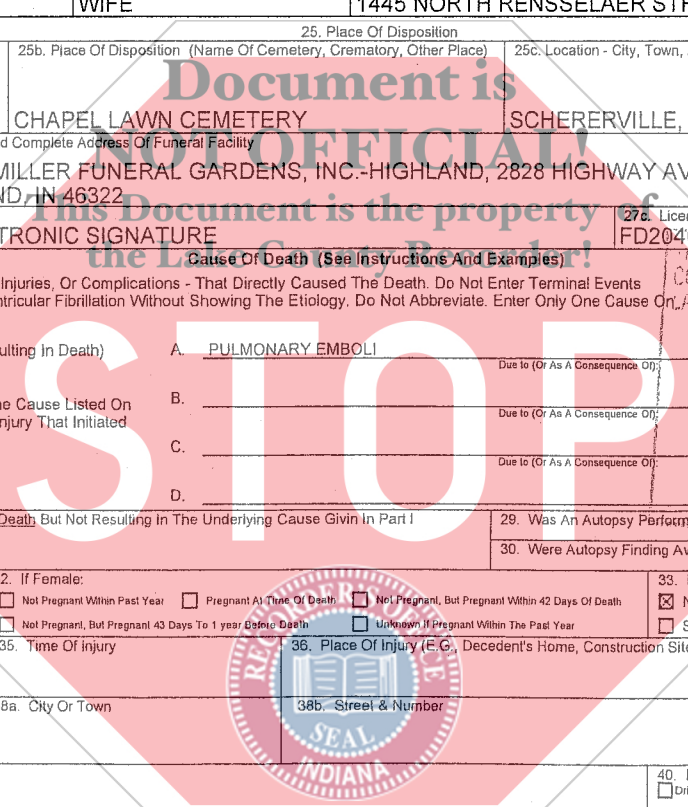 WIFE 1445 NORTH RENSSELAER STR
25. Place Of Disposition
25b. Place Of Disposition (Name Of Cemetery, Crematory, Other Place) 25c. Location - City, Town,
Document is
CHAPEL LAWN CEMETERY SCHERERVILLE,
NOT OFFICIAL!
d Complete Address Of Funeral Facility
MILLER FUNERAL GARDENS, INC.-HIGHLAND, 2828 HIGHWAY AV
ND, IN 46322
This Document is the property of
27c. Licen
TRONIC SIGNATURE FD204
the Lake County Recorder!
Cause Of Death (See Instructions And Examples)
Injuries, Or Complications - That Directly Caused The Death. Do Not Enter Terminal Events
ntricular Fibrillation Without Showing The Etiology. Do Not Abbreviate. Enter Only One Cause On
STOP
ulting In Death) A. PULMONARY EMBOLI
Due to (Or As A Consequence Of):
e Cause Listed On B.
Due to (Or As A Consequence Of):
njury That Initiated
C.
Due to (Or As A Consequence Of):
D.
Death But Not Resulting In The Underlying Cause Givin In Part I 29. Was An Autopsy Perform
30. Were Autopsy Finding Av
2. If Female: 33.
Not Pregnant Within Past Year Pregnant At Time Of Death Not Pregnant, But Pregnant Within 42 Days Of Death N
Not Pregnant, But Pregnant 43 Days To 1 year Before Death Unknown If Pregnant Within The Past Year S
35. Time Of Injury 36. Place Of Injury (E.G., Decedent's Home, Construction Site
RECORDER'S OFFICE
8a. City Or Town 38b. Street & Number
SEAL
INDIANA
40.
Dri